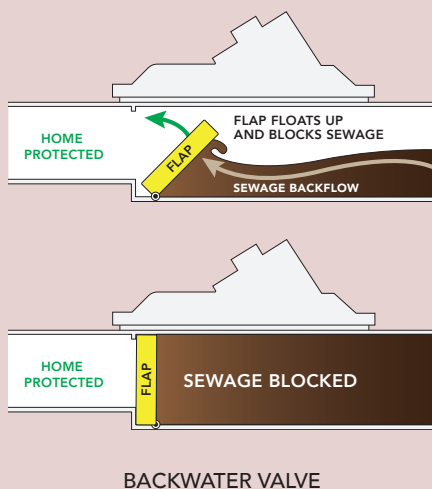 FLAP FLOATS UP
AND BLOCKS SEWAGE
HOME
PROTECTED
FLAP
SEWAGE BACKFLOW
HOME
PROTECTED
FLAP
SEWAGE BLOCKED
BACKWATER VALVE